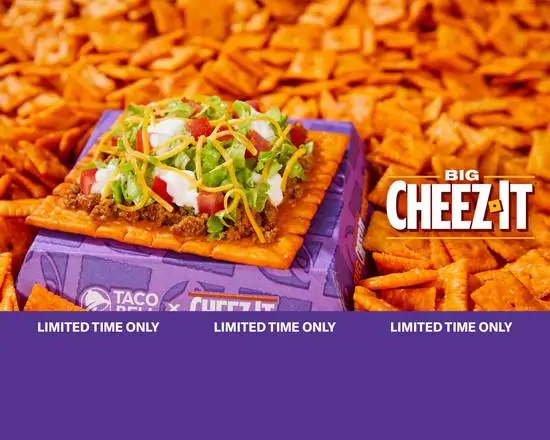 BIG
CHEEZ-IT
TACO
BELL × CHEEZ-IT
LIMITED TIME ONLY LIMITED TIME ONLY LIMITED TIME ONLY